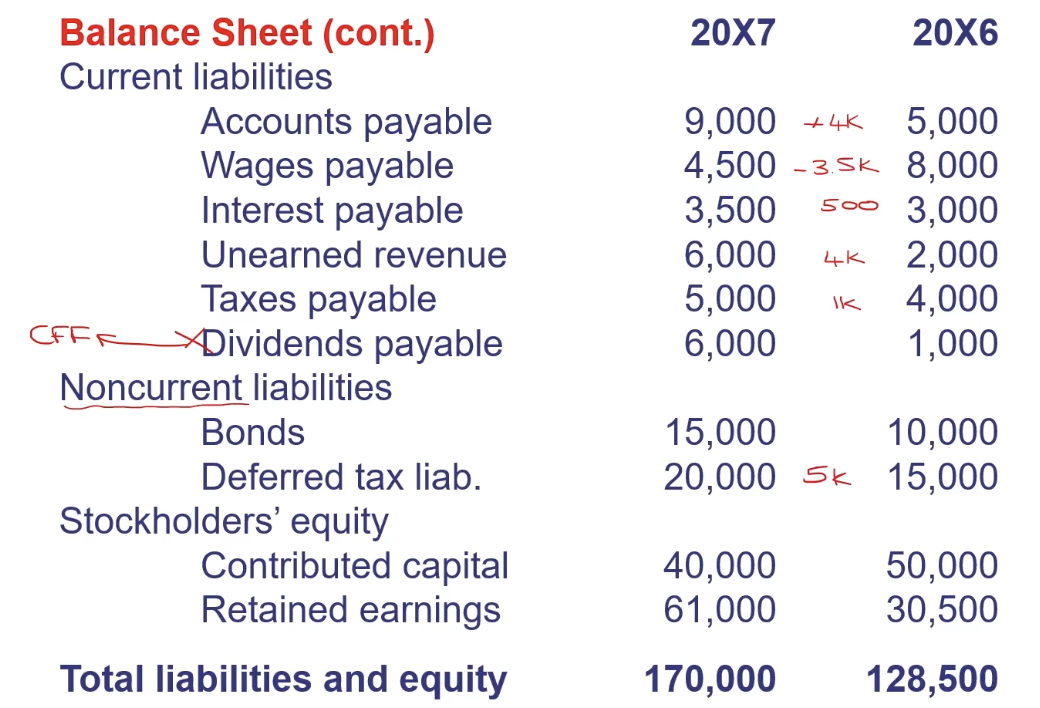 Balance Sheet (cont.) 20X7 20X6
Current liabilities
Accounts payable 9,000 +4K 5,000
Wages payable 4,500 -3.5K 8,000
Interest payable 3,500 500 3,000
Unearned revenue 6,000 4K 2,000
Taxes payable 5,000 1K 4,000
CFF Dividends payable 6,000 1,000
Noncurrent liabilities
Bonds 15,000 10,000
Deferred tax liab. 20,000 5K 15,000
Stockholders’ equity
Contributed capital 40,000 50,000
Retained earnings 61,000 30,500
Total liabilities and equity 170,000 128,500